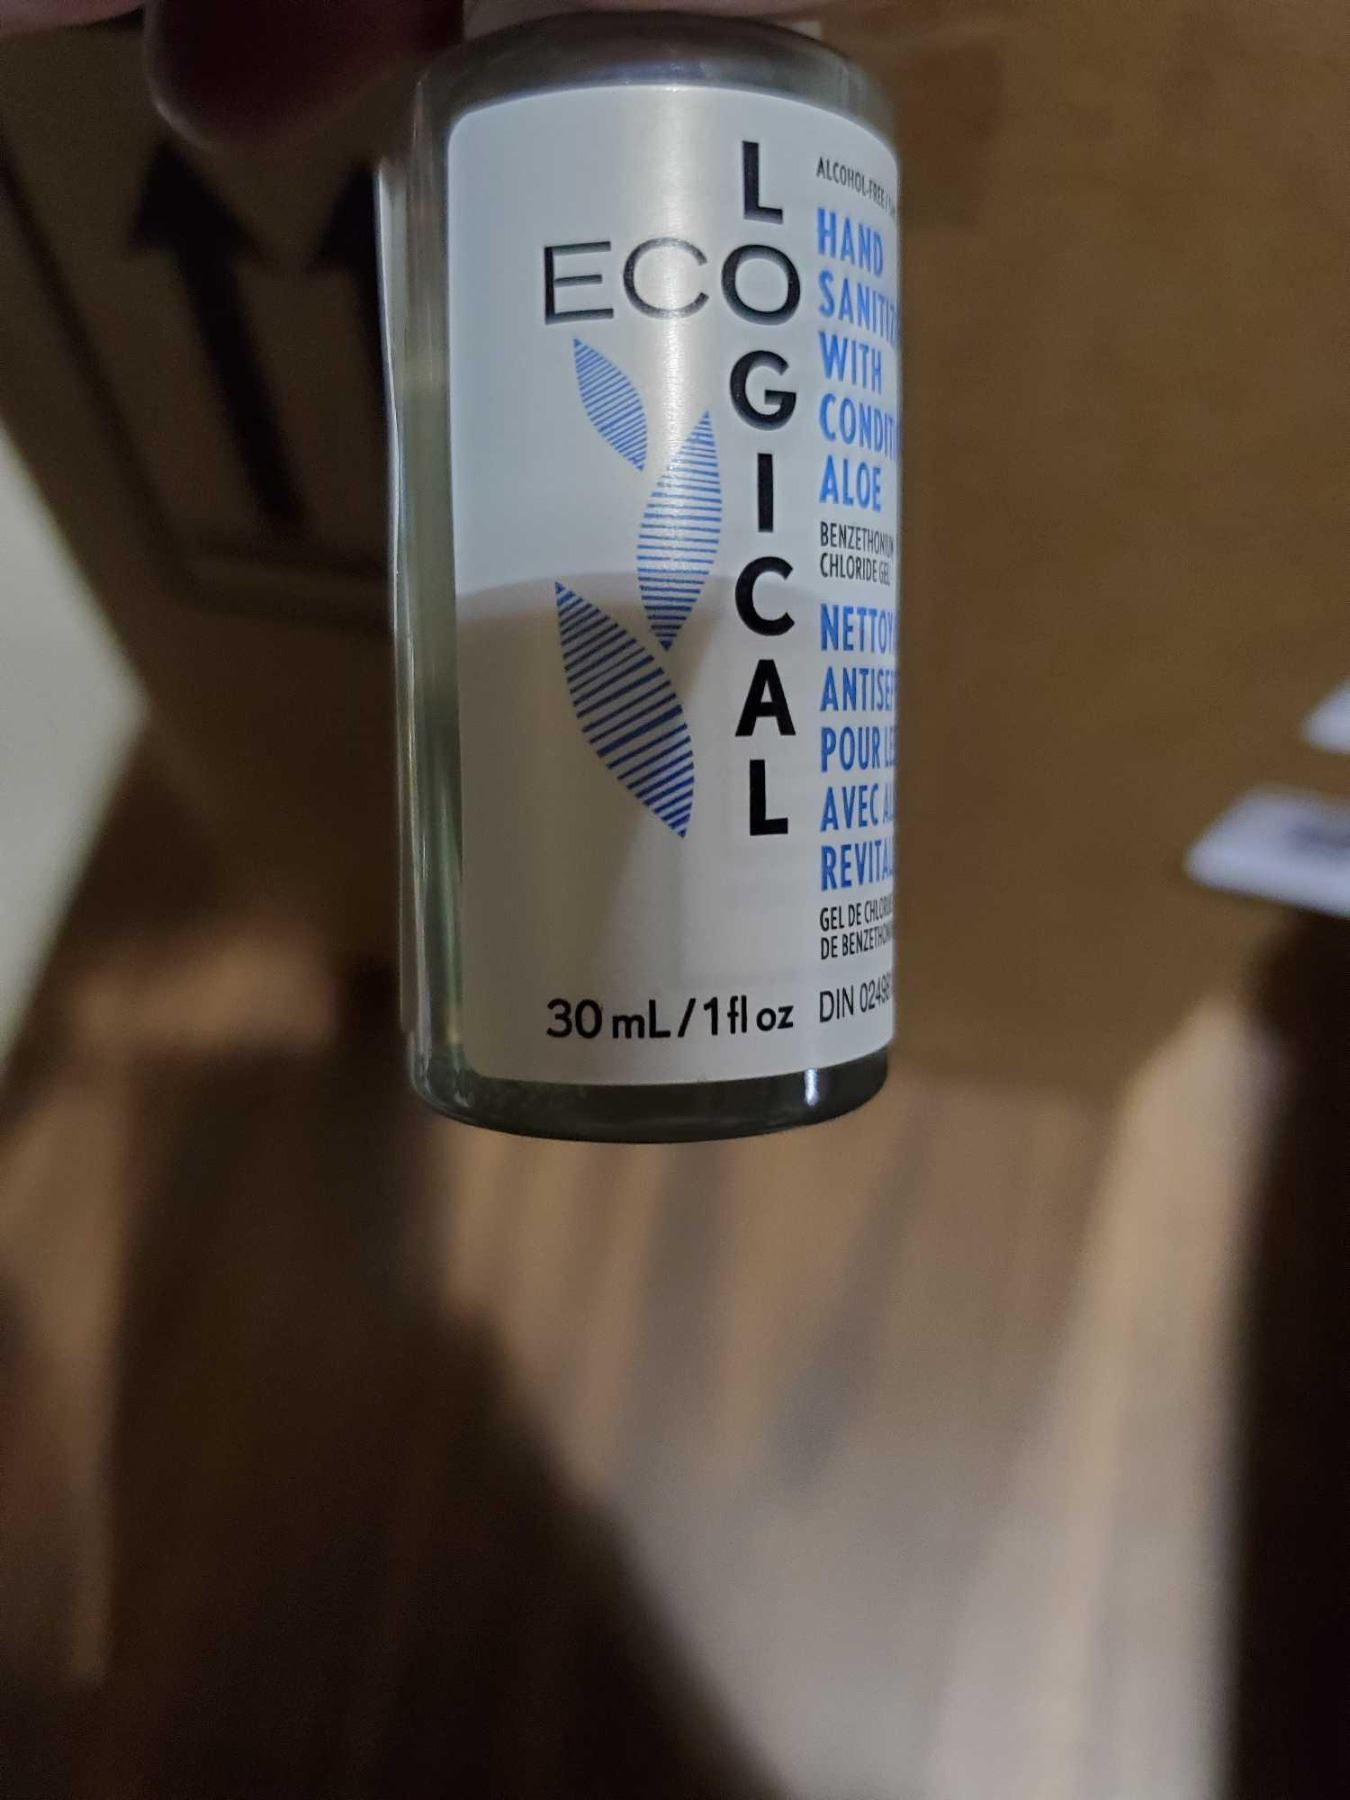 ECO
LOGICAL
ALCOHOL-FREE /
HAND
WITH
ALOE
BENZETHONIUM
CHLORIDE GEL
POUR
AVEC
GEL DE
DE
30 mL / 1 fl oz
DIN